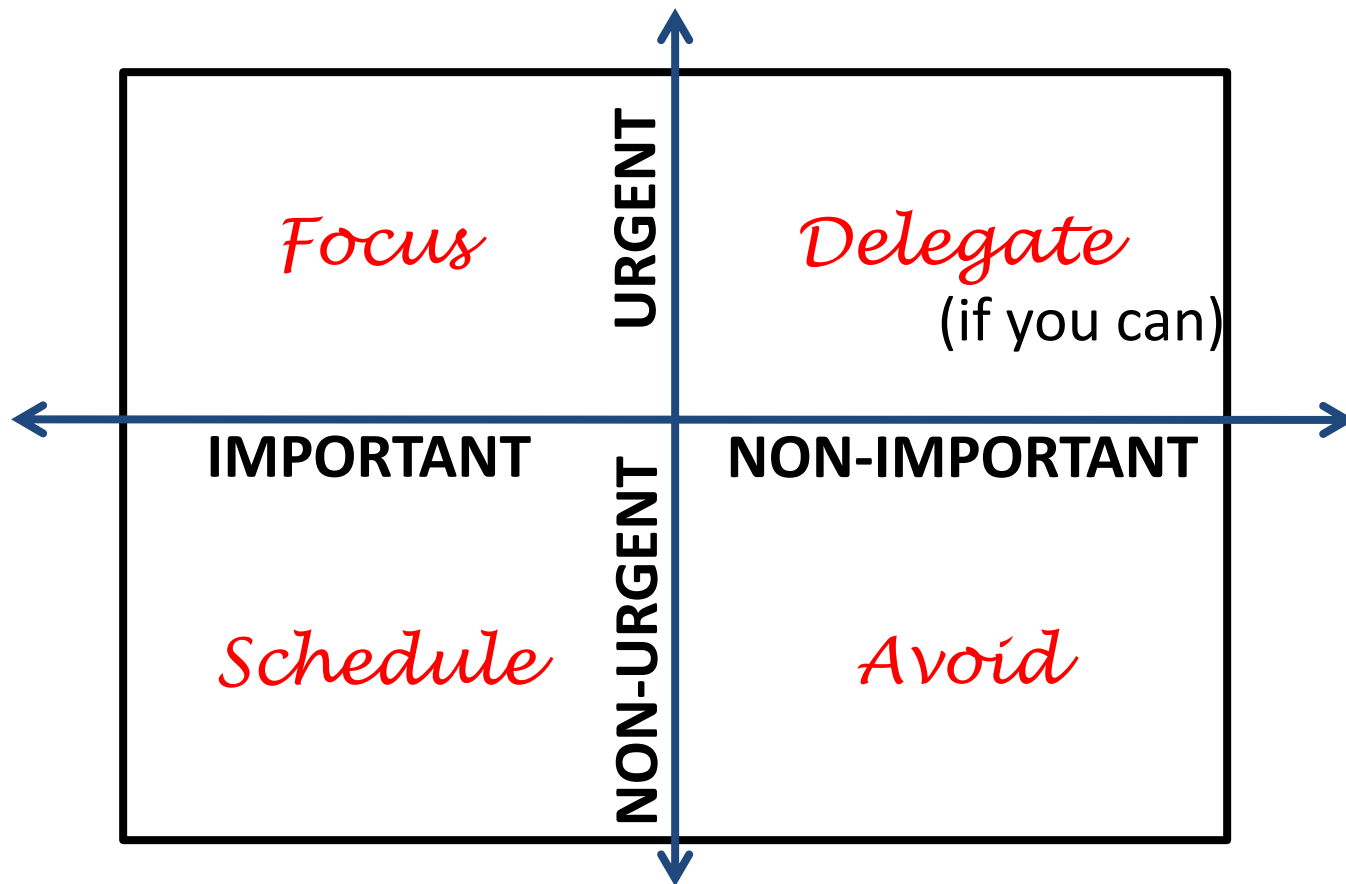 URGENT
Focus
Delegate
(if you can)
IMPORTANT
NON-IMPORTANT
NON-URGENT
Schedule
Avoid